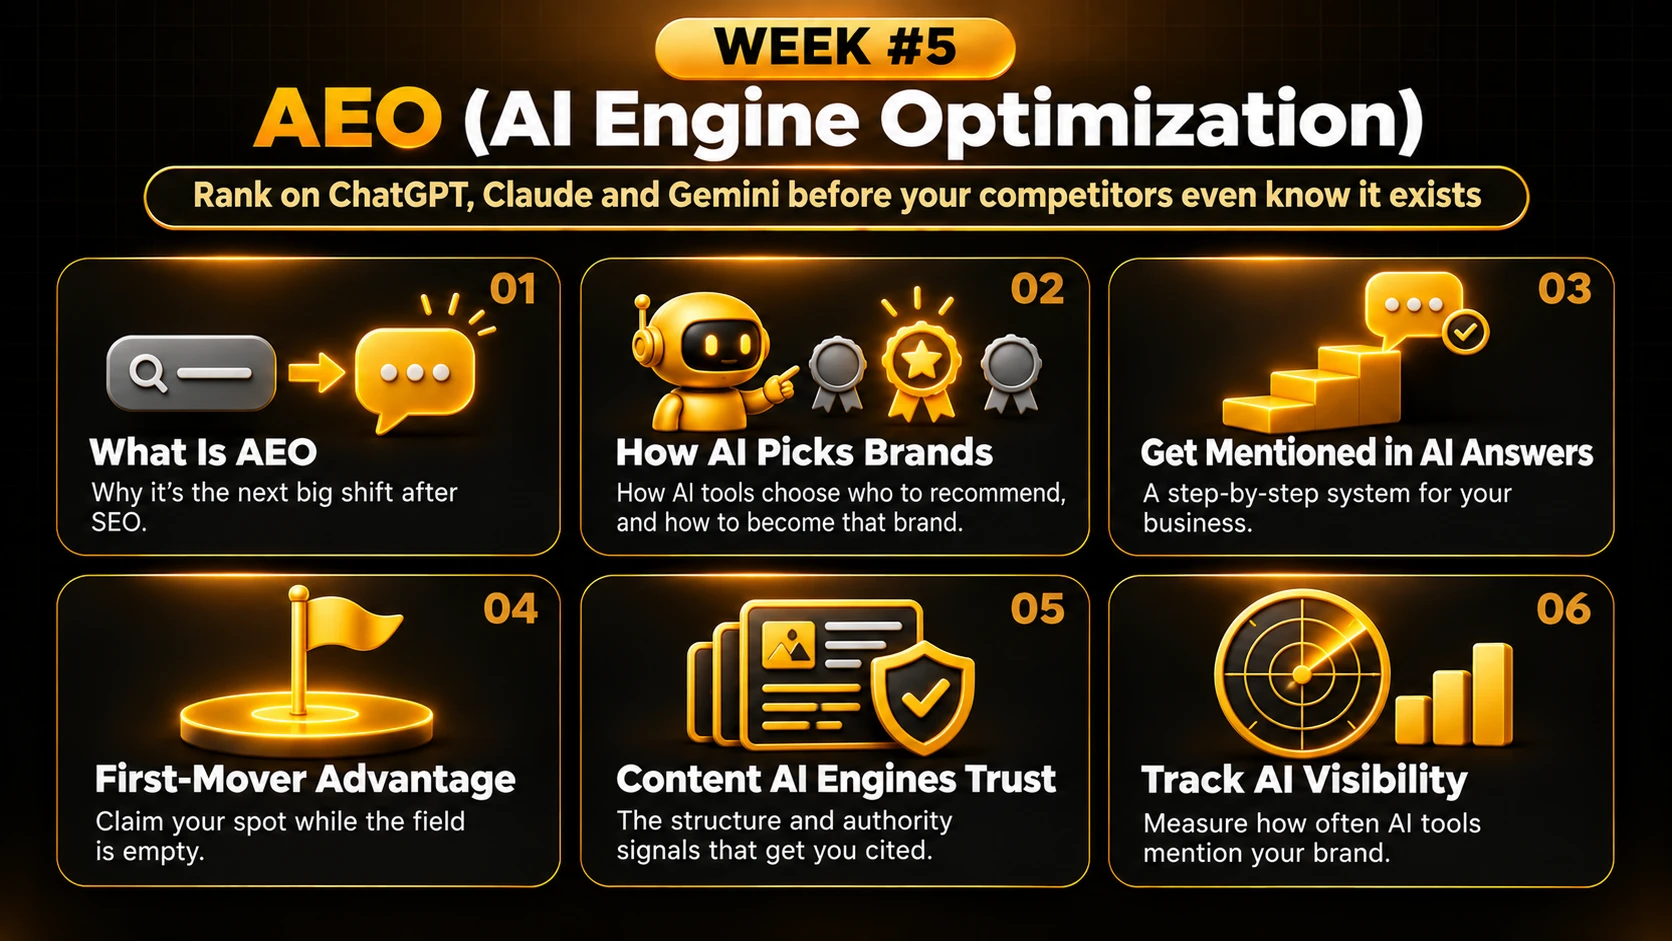 WEEK #5
AEO (AI Engine Optimization)
Rank on ChatGPT, Claude and Gemini before your competitors even know it exists
01
What Is AEO
Why it’s the next big shift after
SEO.
02
How AI Picks Brands
How AI tools choose who to recommend,
and how to become that brand.
03
Get Mentioned in AI Answers
A step-by-step system for your
business.
04
First-Mover Advantage
Claim your spot while the field
is empty.
05
Content AI Engines Trust
The structure and authority
signals that get you cited.
06
Track AI Visibility
Measure how often AI tools
mention your brand.